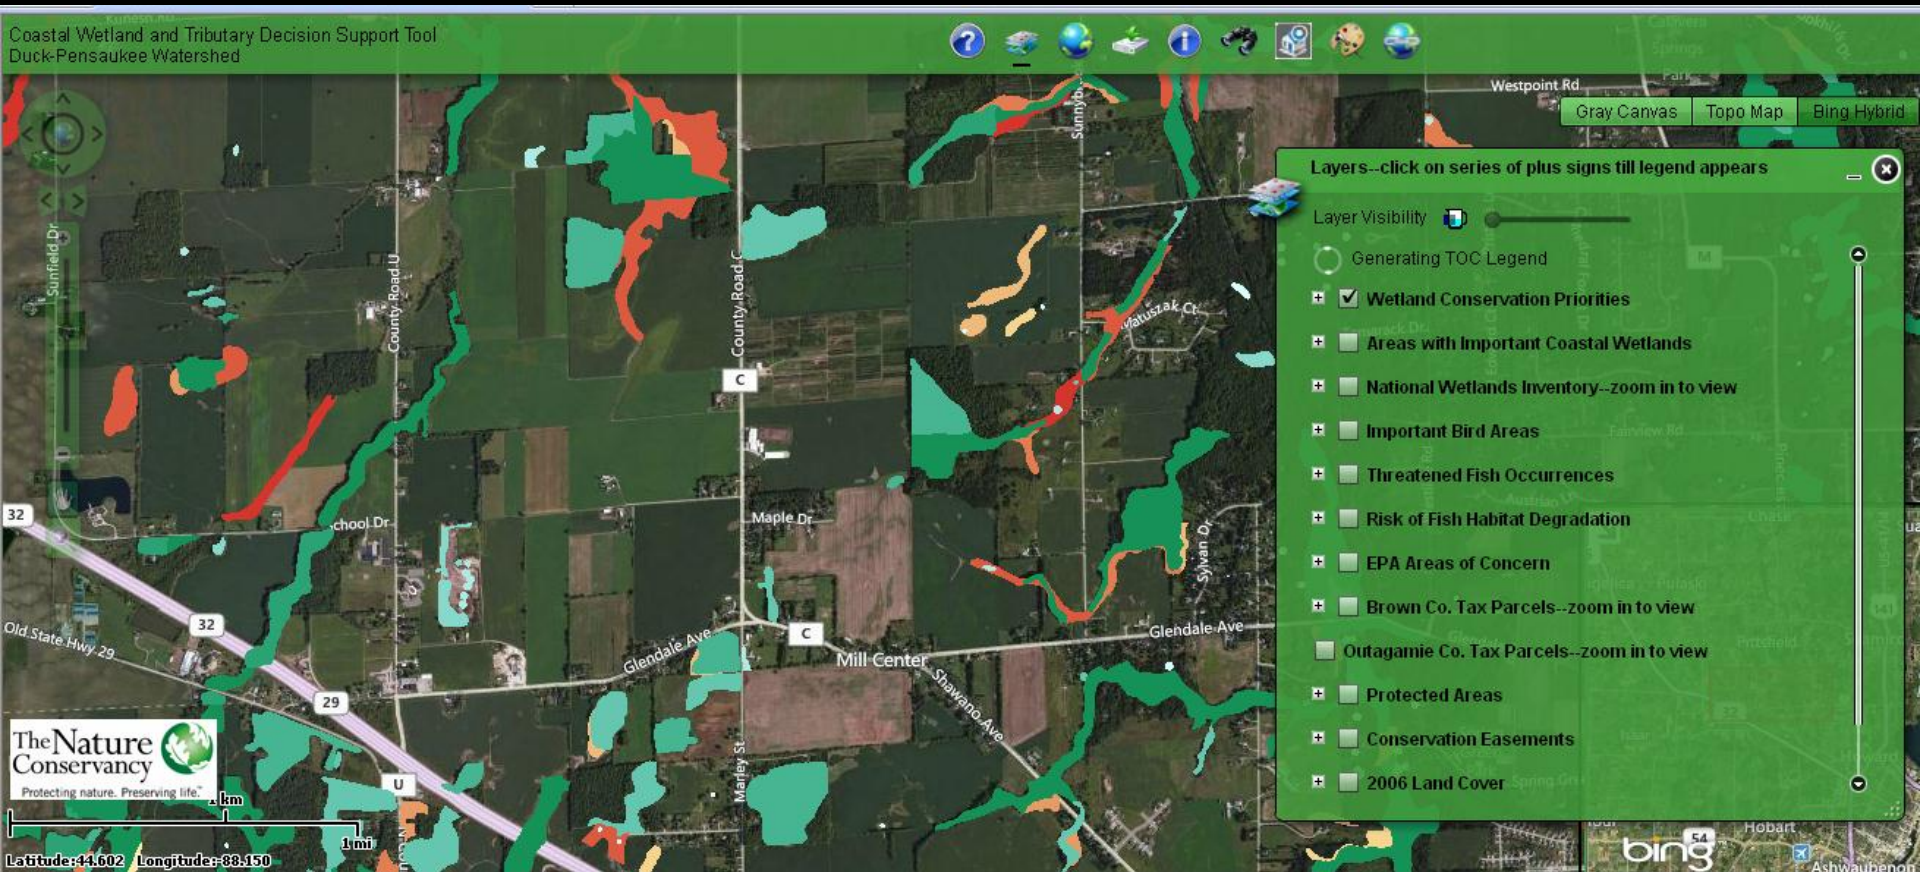 Coastal Wetland and Tributary Decision Support Tool
Duck-Pensaukee Watershed
Westpoint Rd
Gray Canvas
Topo Map
Bing Hybrid
Layers--click on series of plus signs till legend appears
Layer Visibility
Generating TOC Legend
Wetland Conservation Priorities
Areas with Important Coastal Wetlands
National Wetlands Inventory--zoom in to view
Important Bird Areas
Threatened Fish Occurrences
Risk of Fish Habitat Degradation
EPA Areas of Concern
Brown Co. Tax Parcels--zoom in to view
Outagamie Co. Tax Parcels--zoom in to view
Protected Areas
Conservation Easements
2006 Land Cover
Sunfield Dr
County Road U
County Road C
Matuszak Ct
C
32
chool Dr
Maple Dr
Sylvan Dr
32
Old State Hwy 29
Glendale Ave
C
Glendale Ave
Mill Center
Shawano Ave
29
Marley St
U
The Nature
Conservancy
Protecting nature. Preserving life.™
km
1 mi
Latitude:44.602 Longitude:-88.150
54
Hobart
bing
Ashwaubenon